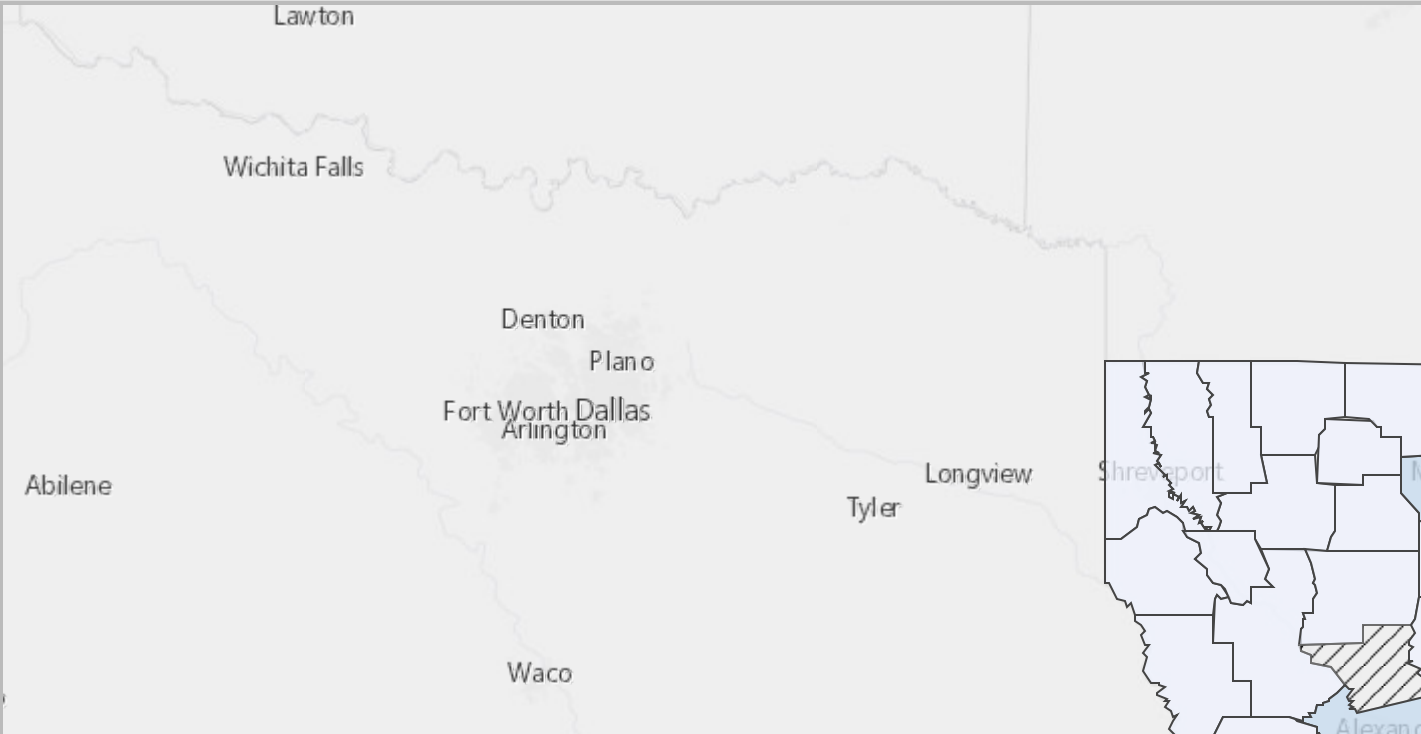 Lawton
Wichita Falls
Denton
Plano
Fort Worth Dallas
Arlington
Longview
Shreveport
Abilene
Tyler
Waco